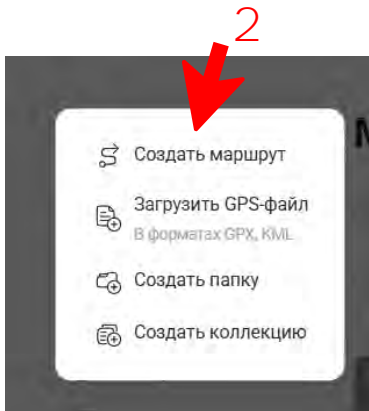 2
Создать маршрут
Загрузить GPS-файл
В форматах GPX, KML
Создать папку
Создать коллекцию